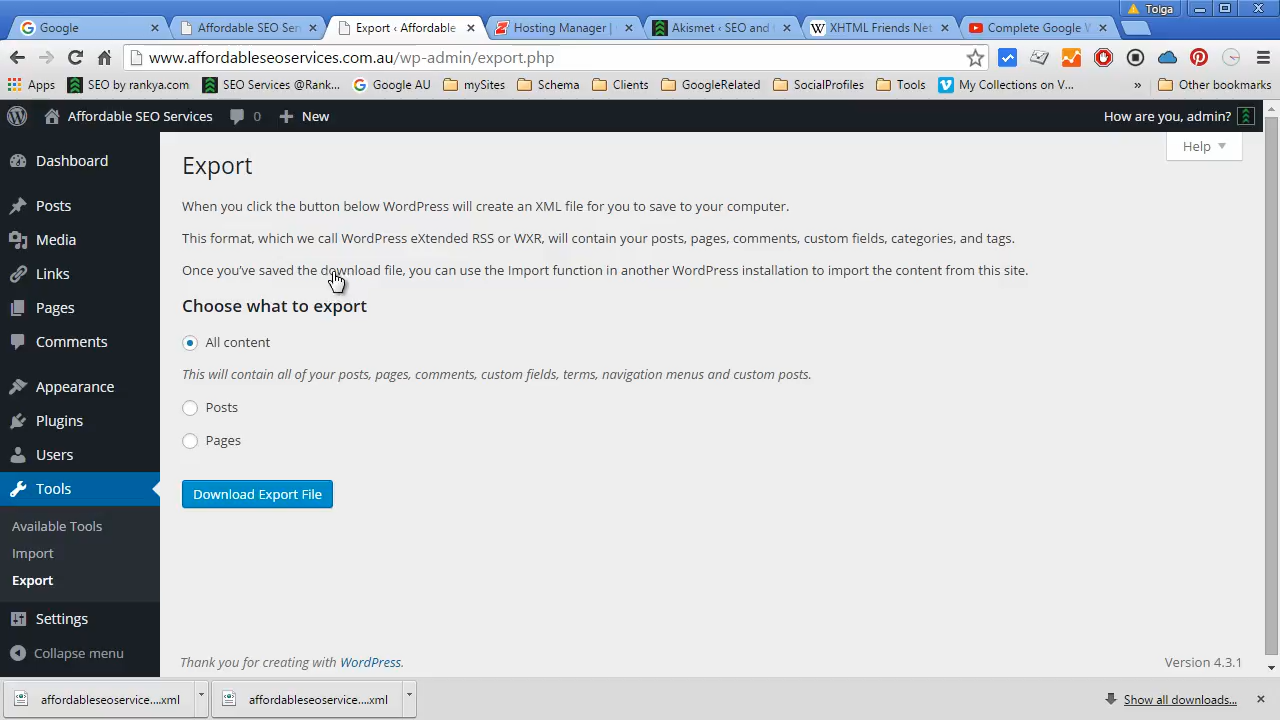 Tolga
Google
Affordable SEO Ser
Export ‹ Affordable
Hosting Manager |
Akismet ‹ SEO and
XHTML Friends Net
Complete Google W
www.affordableseoservices.com.au/wp-admin/export.php
Apps
SEO by rankya.com
SEOServices @Rank...
Google AU
mySites
Schema
Clients
GoogleRelated
SocialProfiles
Tools
My Collections on V...
»
Other bookmarks
Affordable SEO Services
0
New
How are you, admin?
Help
Dashboard
Posts
Media
Links
Pages
Comments
Appearance
Plugins
Users
Tools
Available Tools
Import
Export
Settings
Collapse menu
Export
When you click the button below WordPress will create an XML file for you to save to your computer.
This format, which we call WordPress eXtended RSS or WXR, will contain your posts, pages, comments, custom fields, categories, and tags.
Once you've saved the download file, you can use the Import function in another WordPress installation to import the content from this site.
Choose what to export
All content
This will contain all of your posts, pages, comments, custom fields, terms, navigation menus and custom posts.
Posts
Pages
Download Export File
Thank you for creating with WordPress.
Version 4.3.1
affordableseoservice....xml
affordableseoservice....xml
Show all downloads...